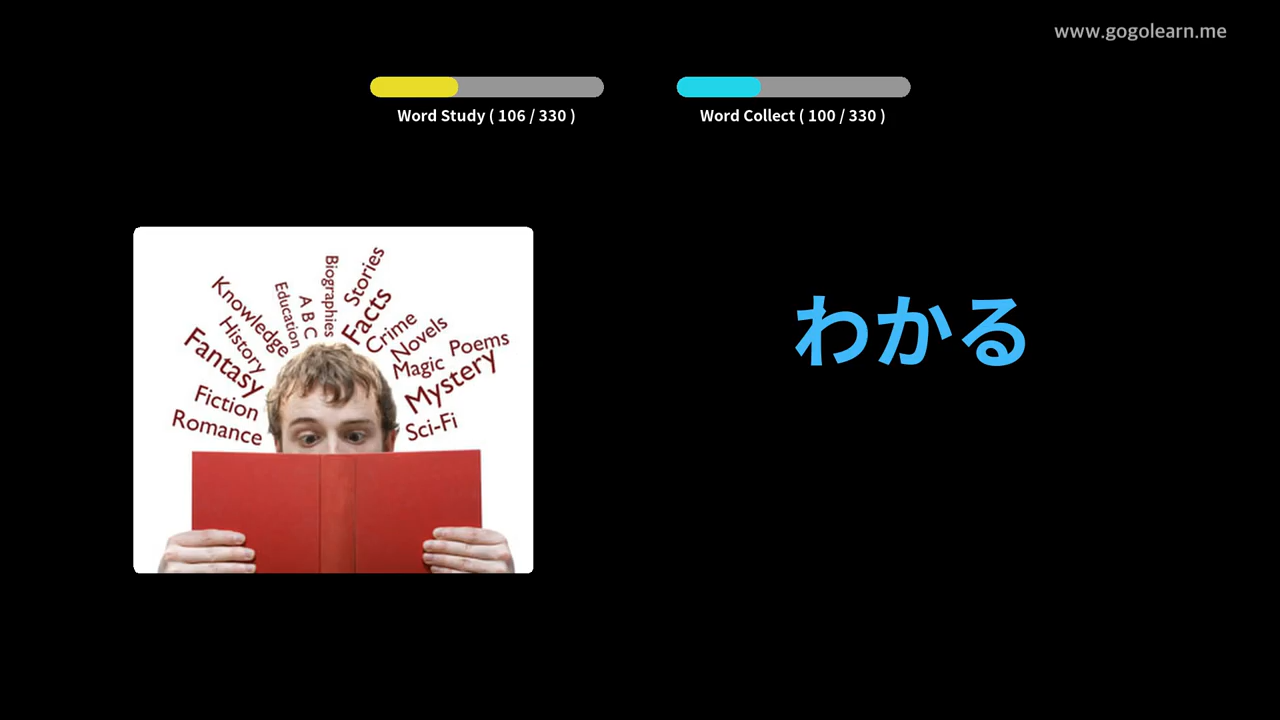 www.gogolearn.me
Word Study ( 106 / 330 )
Word Collect ( 100 / 330 )
Knowledge
Education
A B C
Biographies
Stories
Facts
History
Crime
Novels
Fantasy
Magic
Poems
Mystery
Fiction
Romance
Sci-Fi
わかる